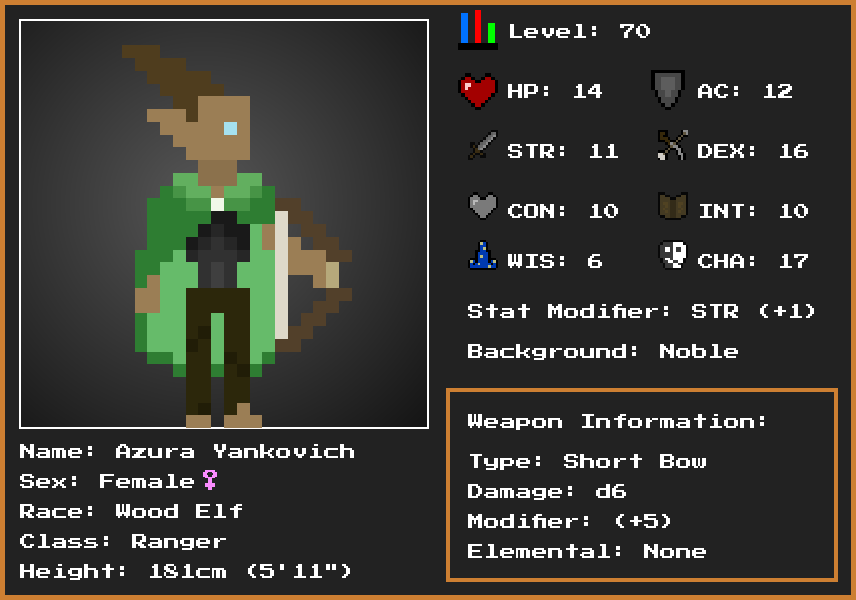 Level: 70
HP: 14
AC: 12
STR: 11
DEX: 16
CON: 10
INT: 10
WIS: 6
CHA: 17
Stat Modifier: STR (+1)
Background: Noble
Name: Azura Yankovich
Sex: Female♀
Race: Wood Elf
Class: Ranger
Height: 181cm (5'11")
Weapon Information:
Type: Short Bow
Damage: d6
Modifier: (+5)
Elemental: None